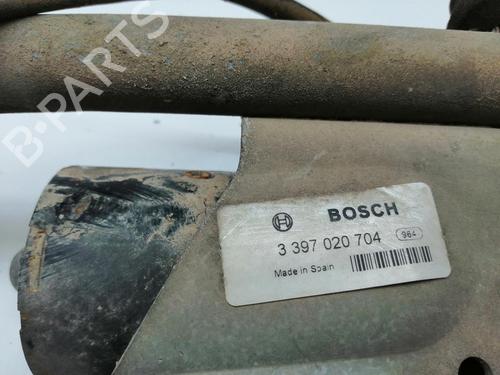 B-PARTS
BOSCH
3 397 020 704 964
Made in Spain